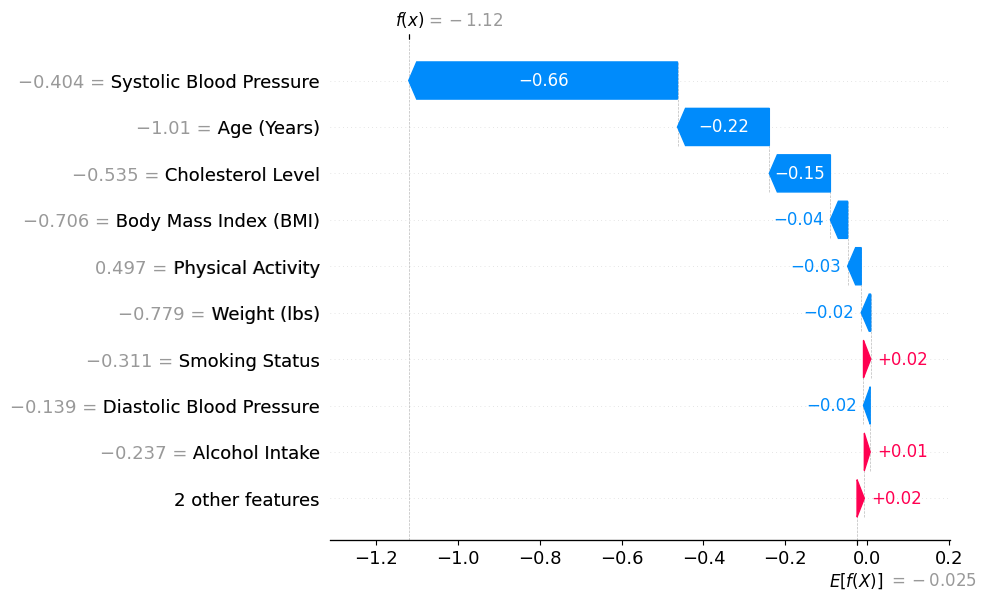 f(x) = −1.12
−0.404 = Systolic Blood Pressure −0.66
−1.01 = Age (Years) −0.22
−0.535 = Cholesterol Level −0.15
−0.706 = Body Mass Index (BMI) −0.04
0.497 = Physical Activity −0.03
−0.779 = Weight (lbs) −0.02
−0.311 = Smoking Status +0.02
−0.139 = Diastolic Blood Pressure −0.02
−0.237 = Alcohol Intake +0.01
2 other features +0.02
−1.2 −1.0 −0.8 −0.6 −0.4 −0.2 0.0 0.2
E[f(X)] = −0.025